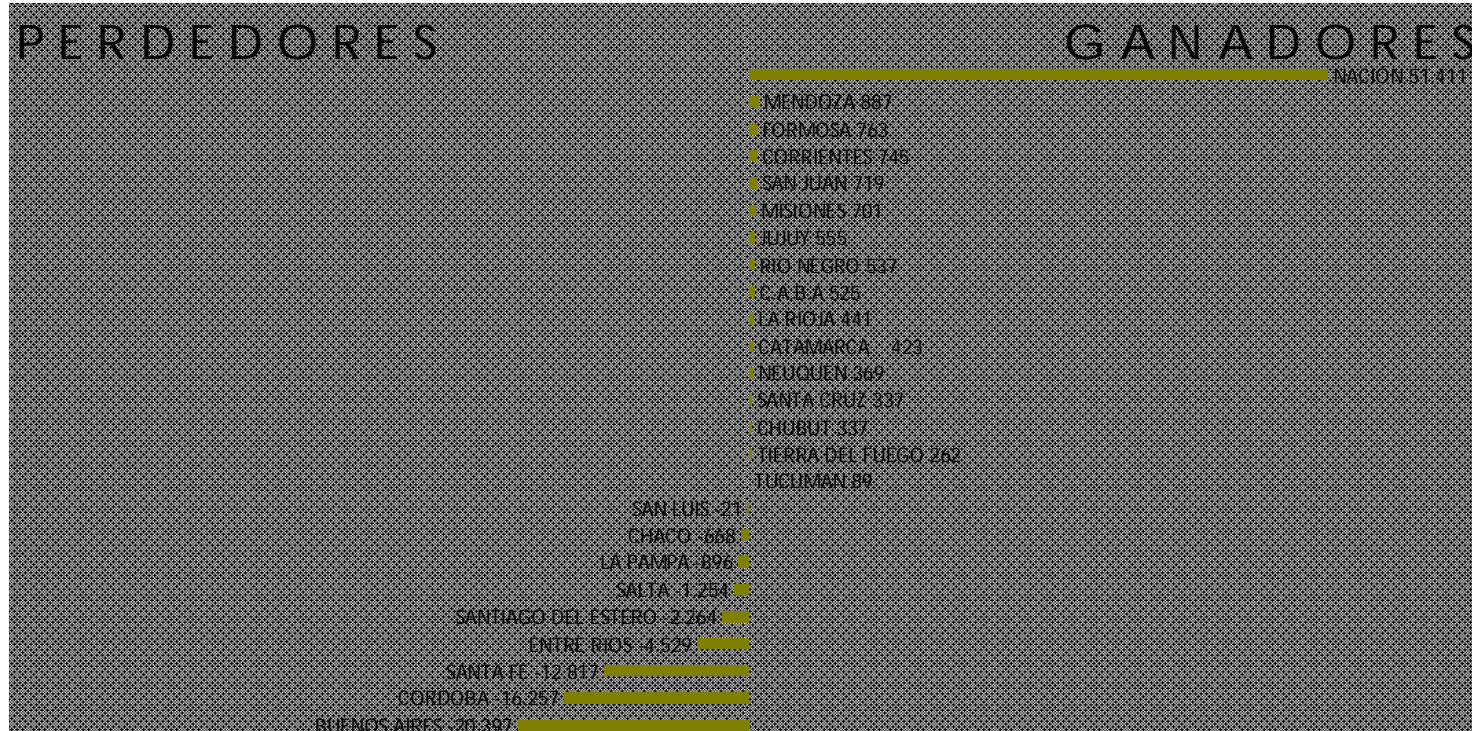 PERDEDORES GANADORES
NACION 51.411
MENDOZA 887
FORMOSA 763
CORRIENTES 745
SAN JUAN 719
MISIONES 701
JUJUY 555
RIO NEGRO 537
C.A.B.A 525
LA RIOJA 441
CATAMARCA 423
NEUQUEN 369
SANTA CRUZ 337
CHUBUT 337
TIERRA DEL FUEGO 262
TUCUMAN 89
SAN LUIS -21
CHACO -668
LA PAMPA -896
SALTA -1.254
SANTIAGO DEL ESTERO -2.264
ENTRE RIOS -4.529
SANTA FE -12.817
CORDOBA -16.257
BUENOS AIRES -20.397